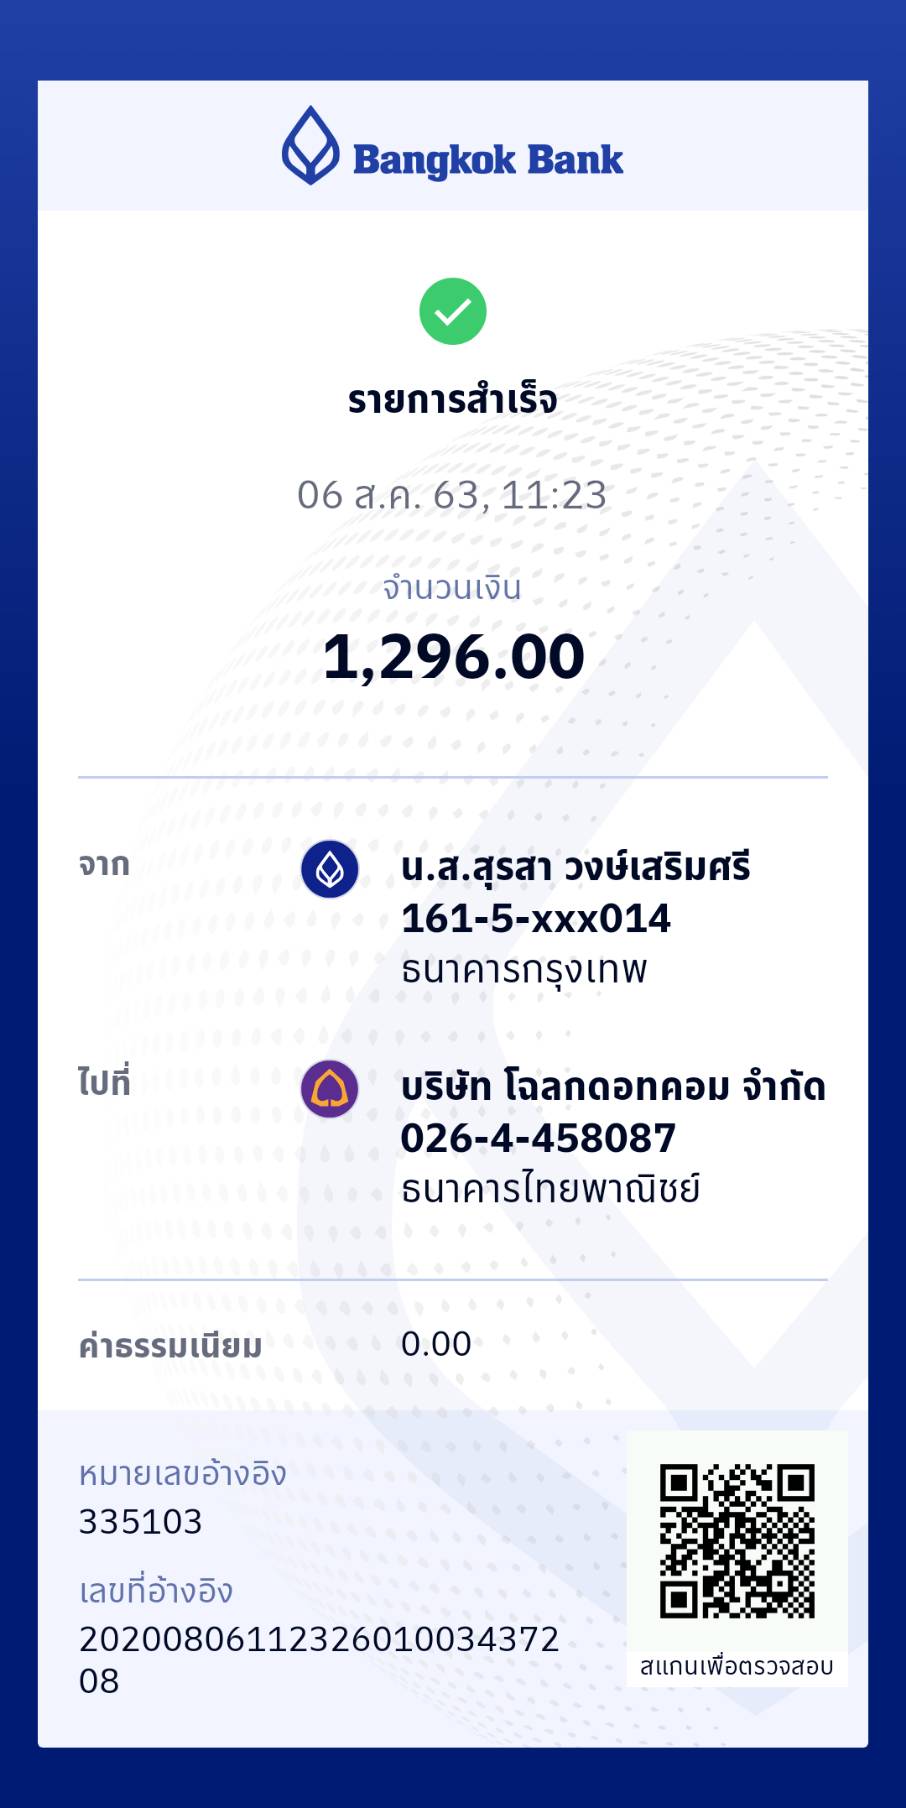 Bangkok Bank
รายการสำเร็จ
06 ส.ค. 63, 11:23
จำนวนเงิน
1,296.00
จาก
น.ส.สุรสา วงษ์เสริมศรี
161-5-xxx014
ธนาคารกรุงเทพ
ไปที่
บริษัท โฉลกดอทคอม จำกัด
026-4-458087
ธนาคารไทยพาณิชย์
ค่าธรรมเนียม 0.00
หมายเลขอ้างอิง
335103
เลขที่อ้างอิง
20200806112326010034372
08
สแกนเพื่อตรวจสอบ